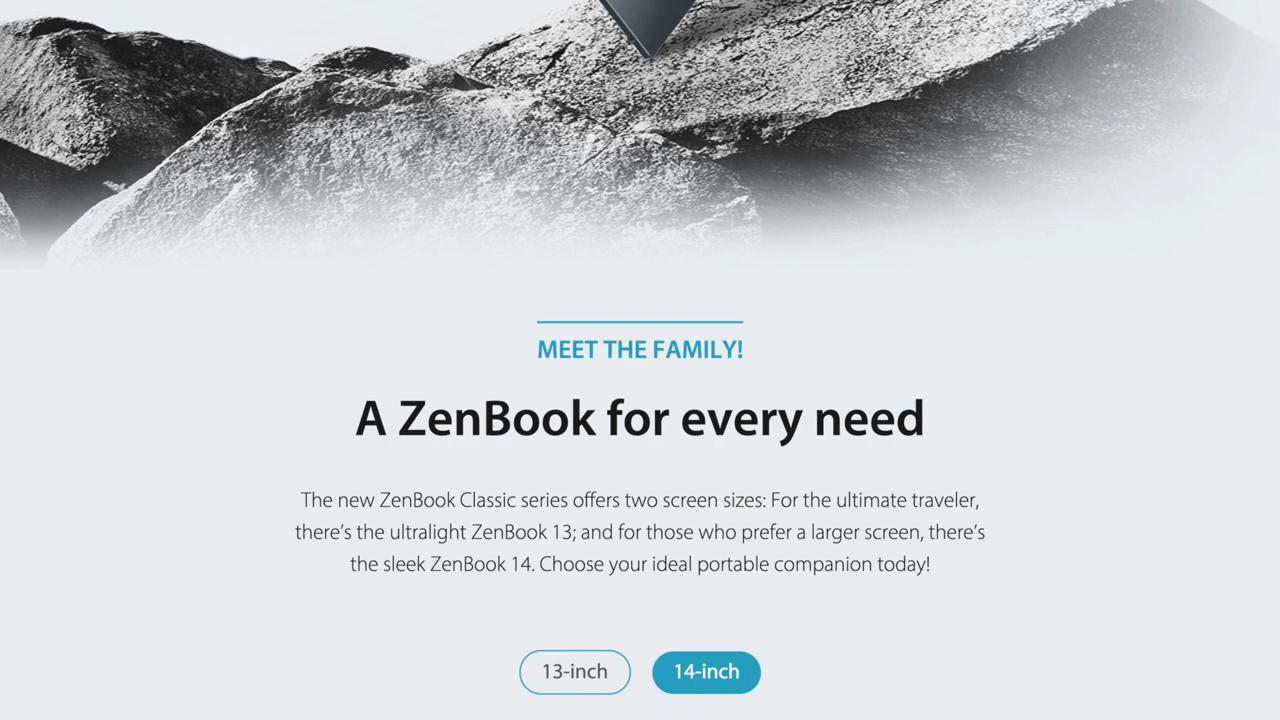 MEET THE FAMILY!
A ZenBook for every need
The new ZenBook Classic series offers two screen sizes: For the ultimate traveler,
there’s the ultralight ZenBook 13; and for those who prefer a larger screen, there’s
the sleek ZenBook 14. Choose your ideal portable companion today!
13-inch
14-inch